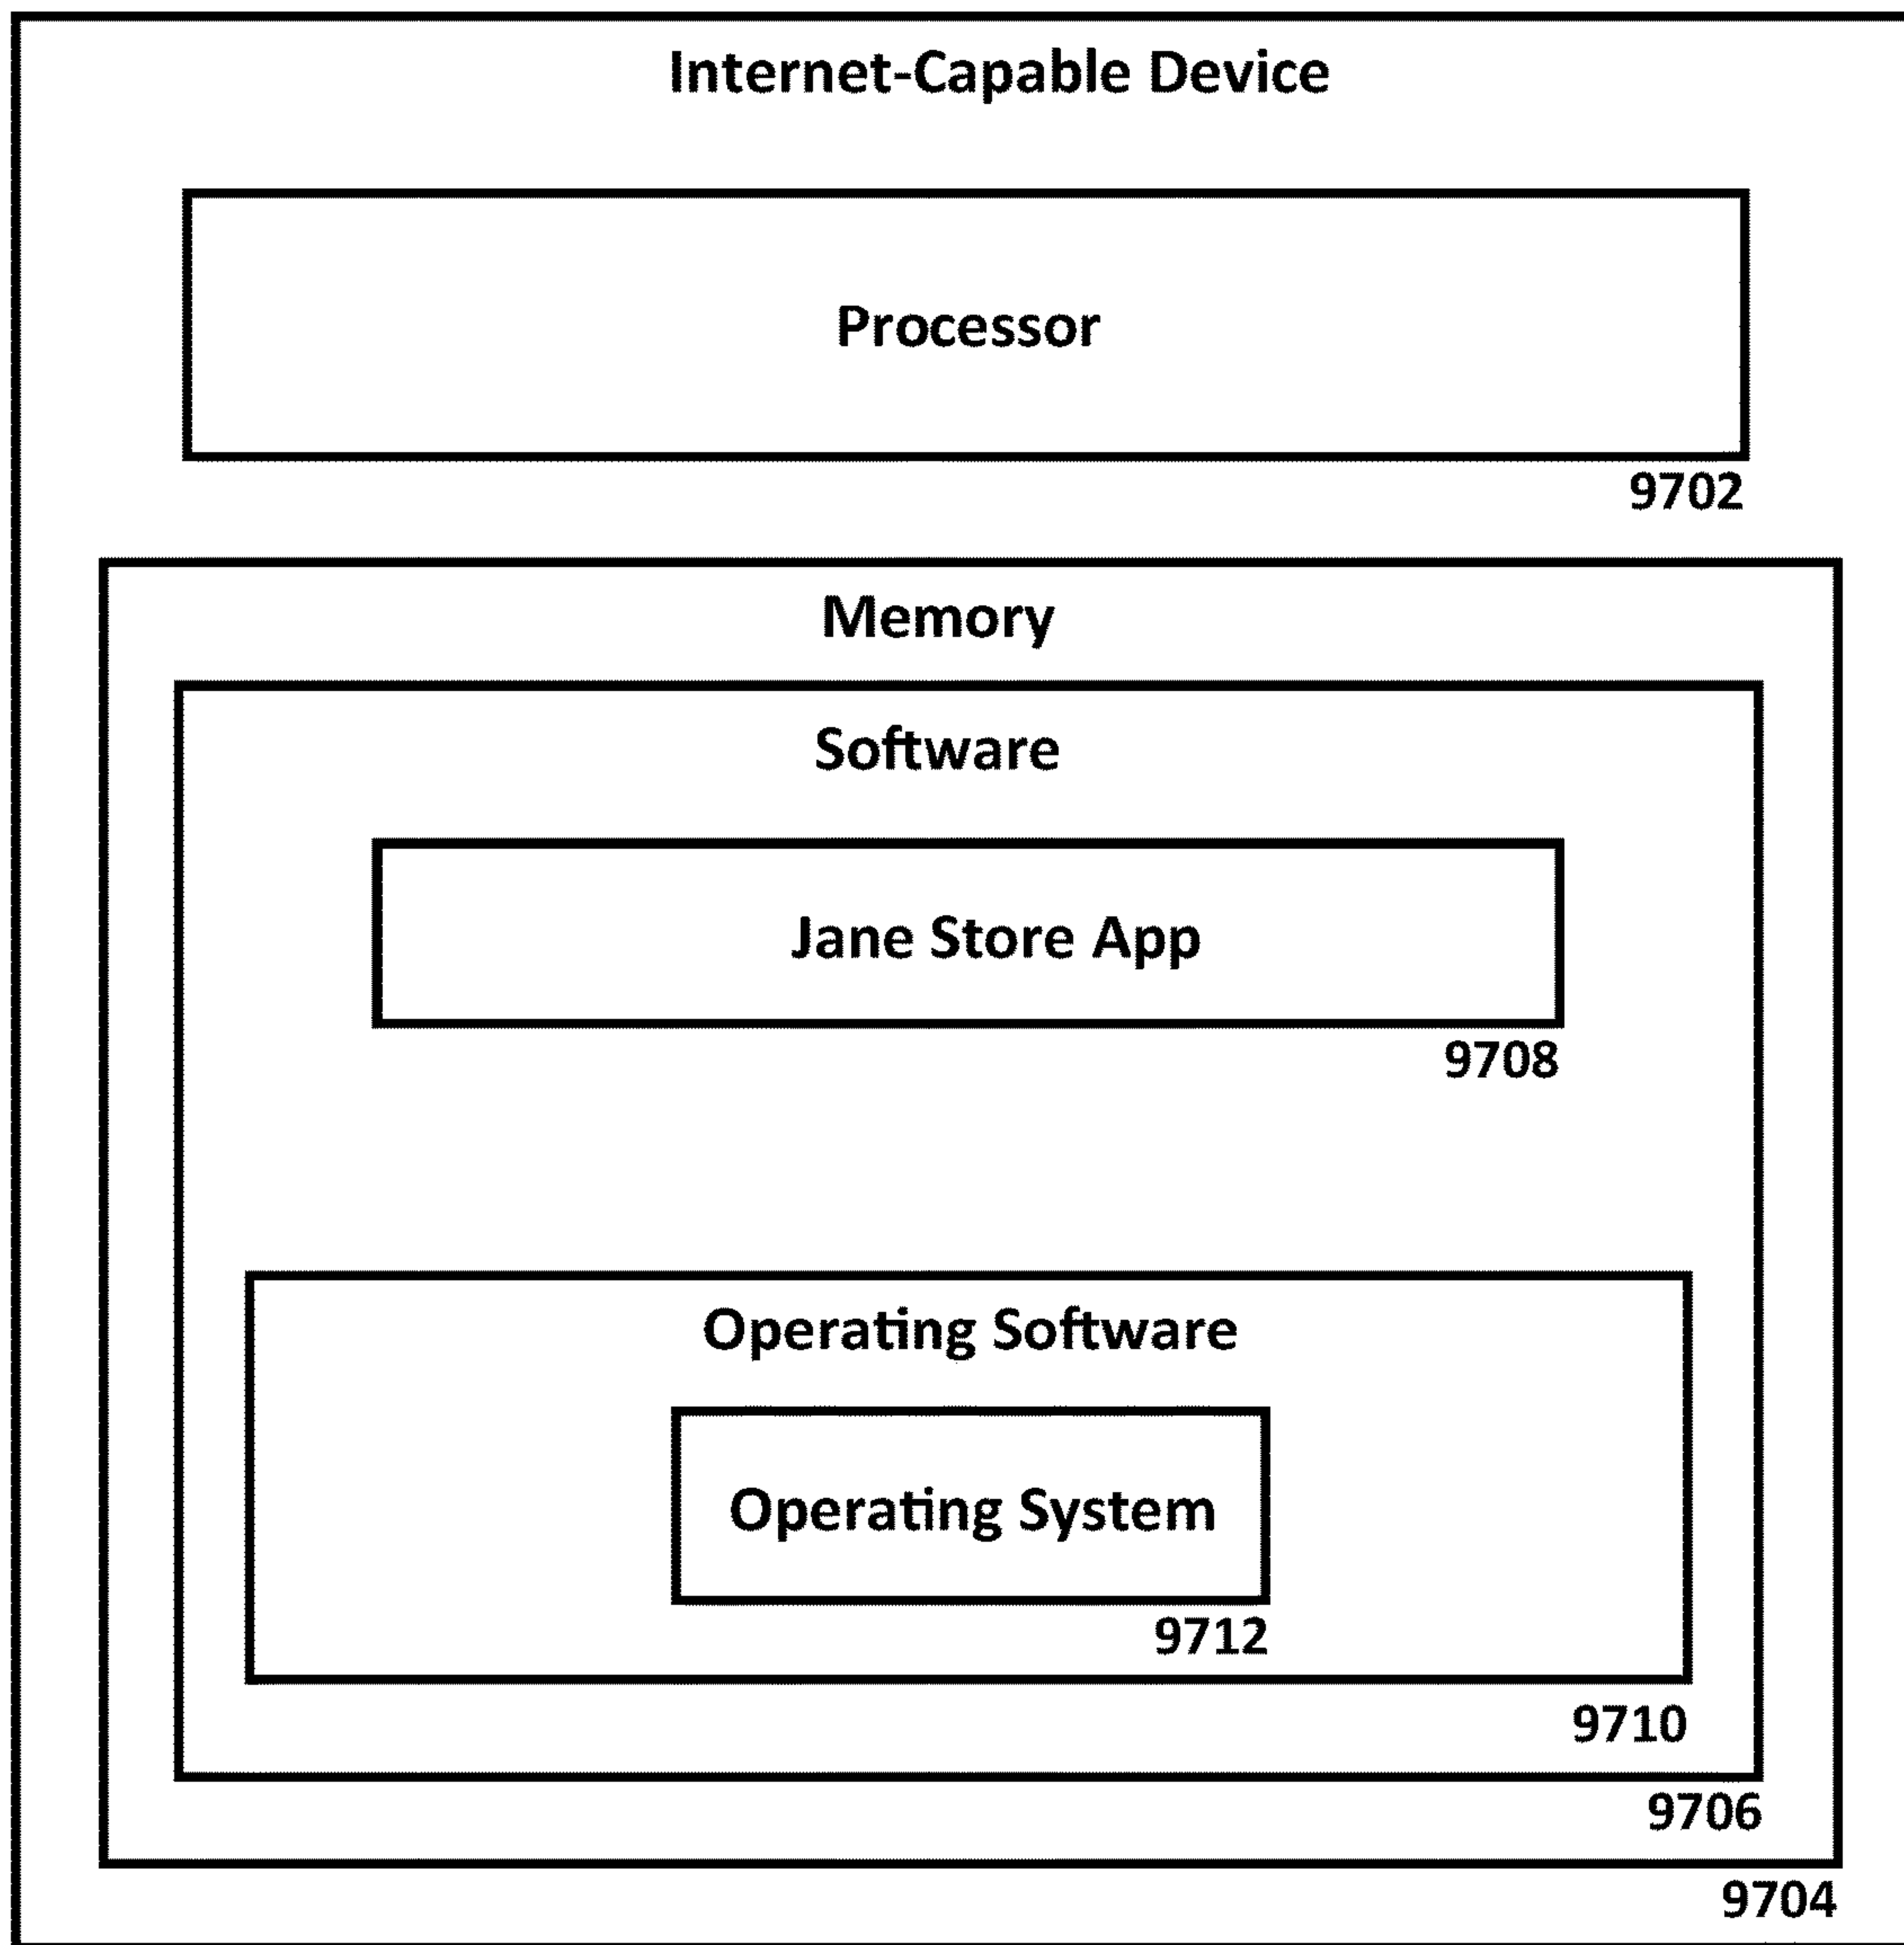 Internet-Capable Device
Processor
9702
Memory
Software
Jane Store App
9708
Operating Software
Operating System
9712
9710
9706
9704